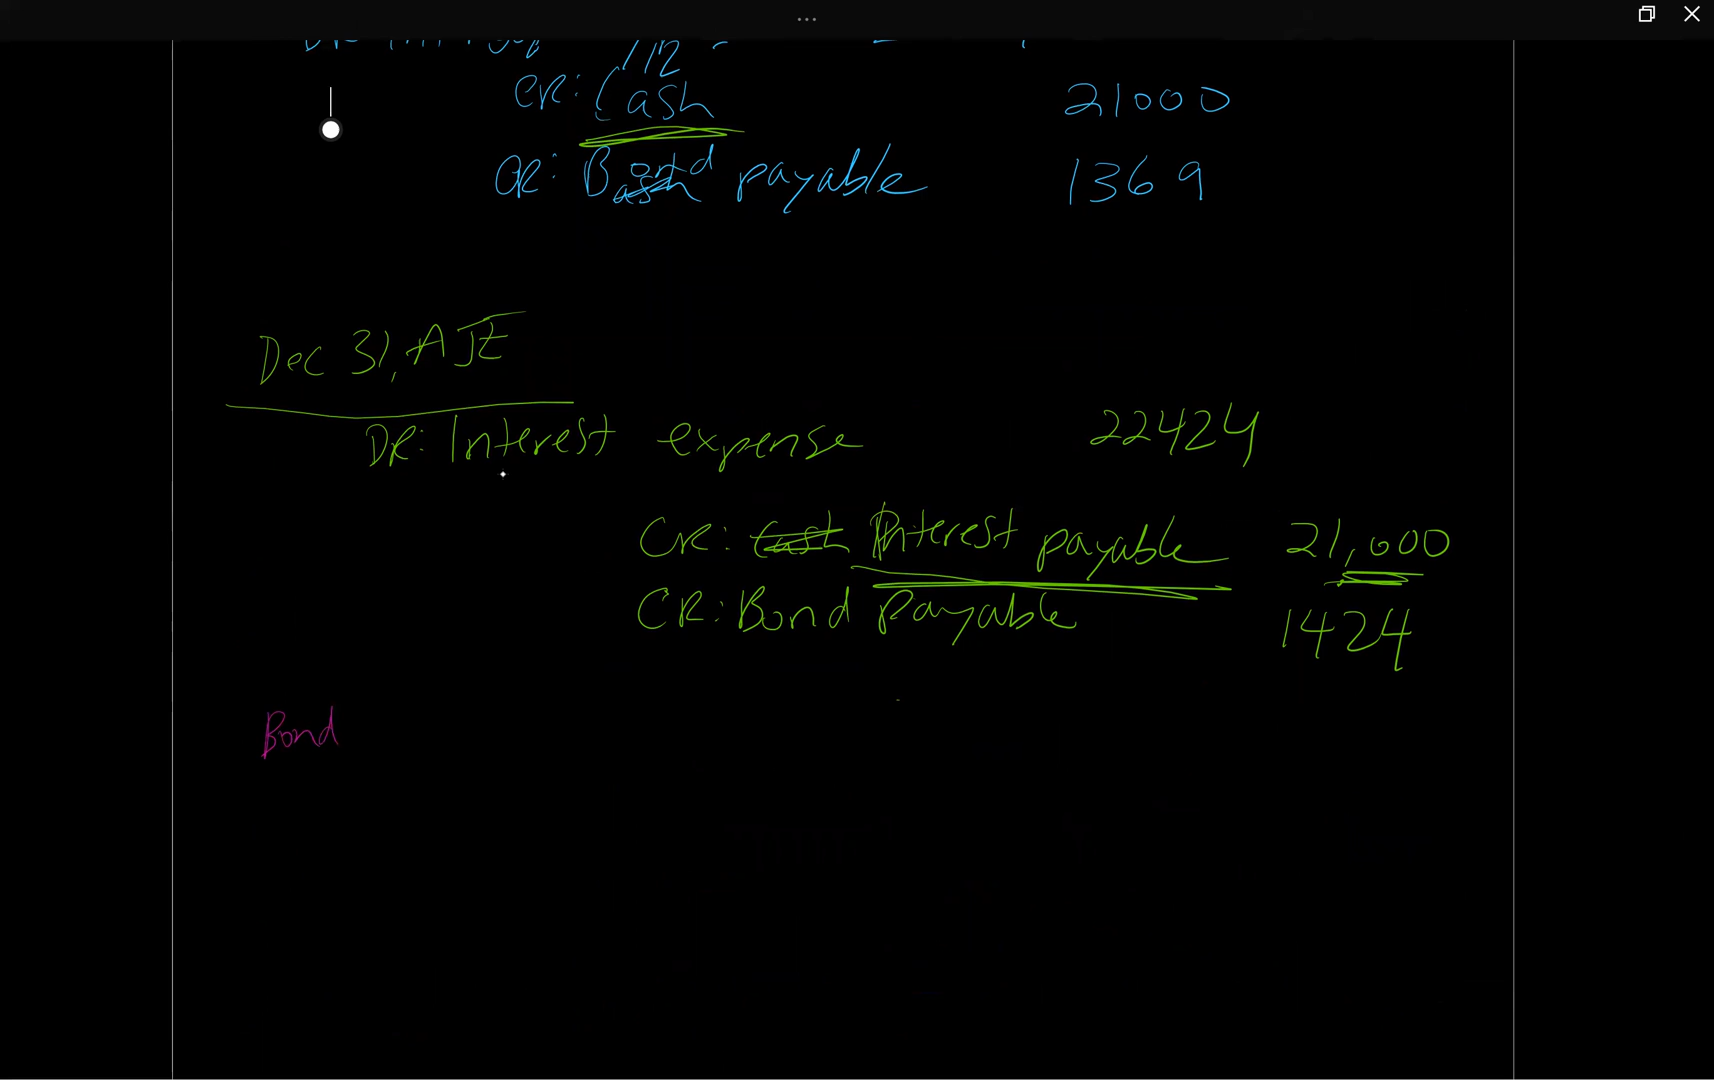 CR: Cash 21000
CR: Bond payable 1369
Dec 31, AJE
DR: Interest expense 22424
CR: Cash Interest payable 21,000
CR: Bond payable 1424
Bond